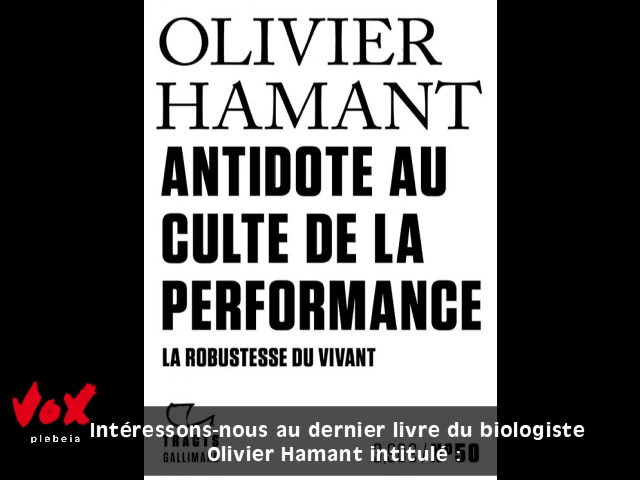 OLIVIER
HAMANT
ANTIDOTE AU
CULTE DE LA
PERFORMANCE
LA ROBUSTESSE DU VIVANT
VOX
plebeia
Intéressons-nous au dernier livre du biologiste
Olivier Hamant intitulé :
TRACTS
GALLIMARD
N°50